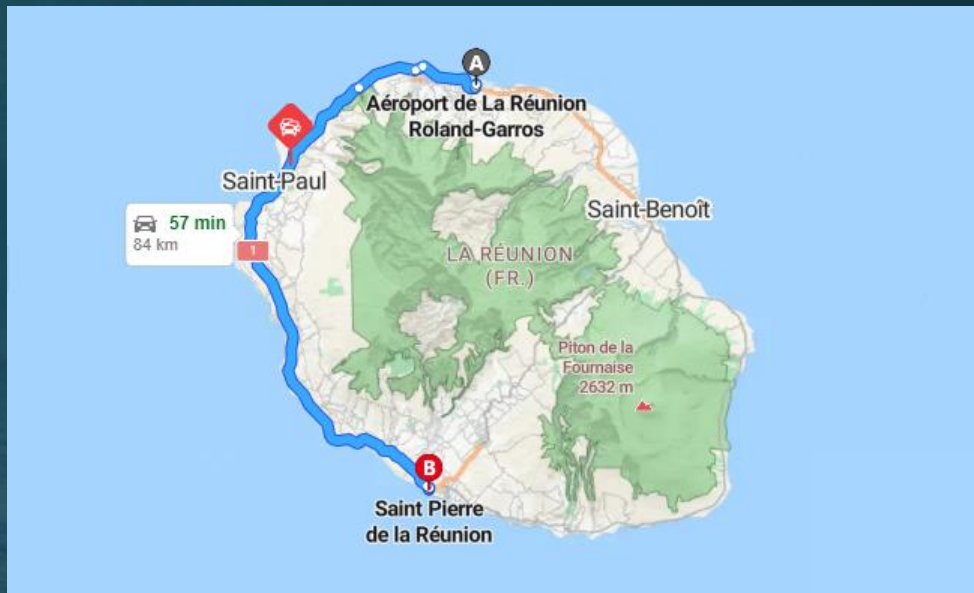 A
Aéroport de La Réunion
Roland-Garros
Saint-Paul
Saint-Benoît
57 min
84 km
1
LA RÉUNION
(FR.)
Piton de la
Fournaise
2632 m
B
Saint Pierre
de la Réunion